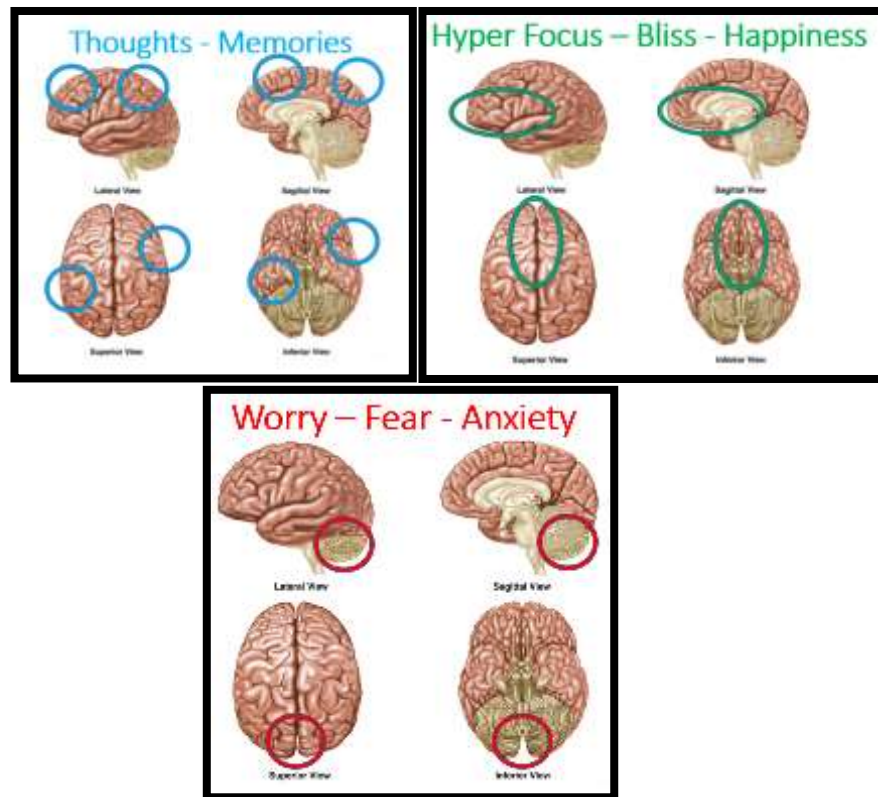 Thoughts - Memories
Lateral View
Sagittal View
Superior View
Inferior View
Hyper Focus – Bliss - Happiness
Lateral View
Sagittal View
Superior View
Inferior View
Worry – Fear - Anxiety
Lateral View
Sagittal View
Superior View
Inferior View